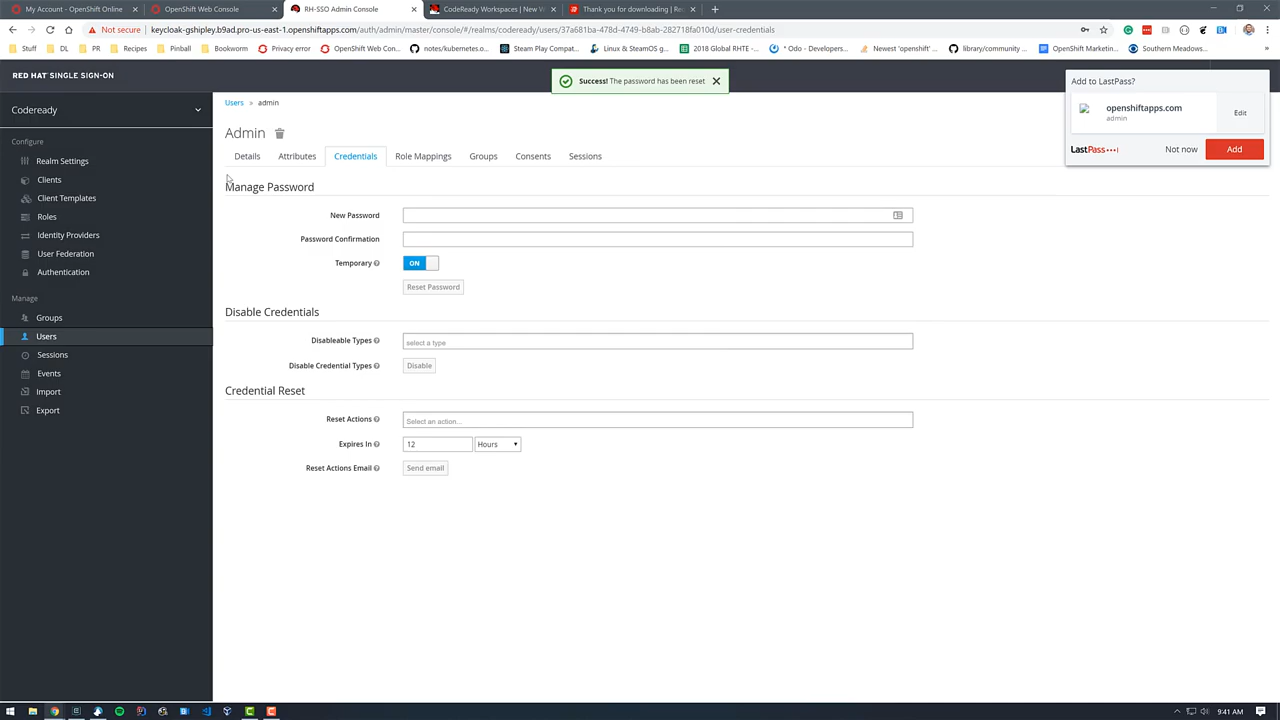 My Account - OpenShift Online
OpenShift Web Console
RH-SSO Admin Console
CodeReady Workspaces | New W
Thank you for downloading | Re
Not secure
keycloak-gshipley.b9ad.pro-us-east-1.openshiftapps.com/auth/admin/master/console/#/realms/codeready/users/37a681ba-478d-4749-b8ab-282718fa010d/user-credentials
Stuff
DL
PR
Recipes
Pinball
Bookworm
Privacy error
OpenShift Web Con...
notes/kubernetes.o...
Steam Play Compat...
Linux & SteamOS g...
2018 Global RHTE -...
* Odo - Developers...
Newest 'openshift' ...
library/community ...
OpenShift Marketin...
Southern Meadows...
»
RED HAT SINGLE SIGN-ON
Success! The password has been reset
Add to LastPass?
openshiftapps.com
admin
Edit
LastPass
Not now
Add
Codeready
Configure
Realm Settings
Clients
Client Templates
Roles
Identity Providers
User Federation
Authentication
Manage
Groups
Users
Sessions
Events
Import
Export
Users > admin
Admin
Details
Attributes
Credentials
Role Mappings
Groups
Consents
Sessions
Manage Password
New Password
Password Confirmation
Temporary
ON
Reset Password
Disable Credentials
Disableable Types
select a type
Disable Credential Types
Disable
Credential Reset
Reset Actions
Select an action...
Expires In
12
Hours
Reset Actions Email
Send email
9:41 AM